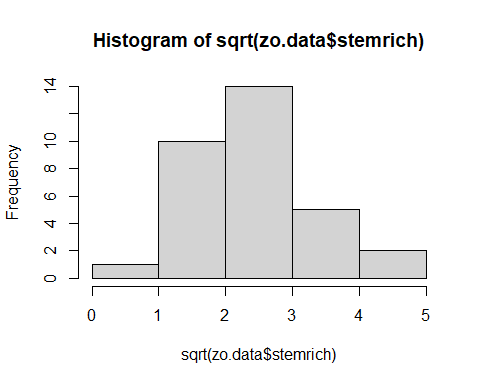 Histogram of sqrt(zo.data$stemrich)
Frequency
14
10
8
6
4
2
0
0 1 2 3 4 5
sqrt(zo.data$stemrich)